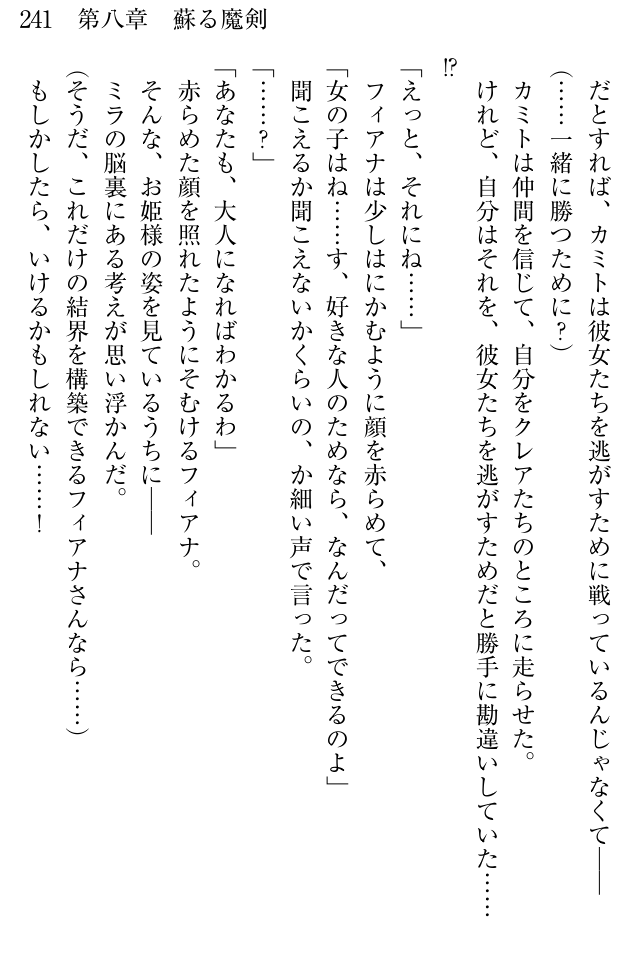 241　第八章　蘇る魔剣
だとすれば、カミトは彼女たちを逃がすために戦っているんじゃなくて――
（……一緒に勝つために？）
カミトは仲間を信じて、自分をクレアたちのところに走らせた。
けれど、自分はそれを、彼女たちを逃がすためだと勝手に勘違いしていた……
!?
「えっと、それにね……」
フィアナは少しはにかむように顔を赤らめて、
「女の子はね……す、好きな人のためなら、なんだってできるのよ」
聞こえるか聞こえないかくらいの、か細い声で言った。
「……？」
「あなたも、大人になればわかるわ」
赤らめた顔を照れたようにそむけるフィアナ。
そんな、お姫様の姿を見ているうちに――
ミラの脳裏にある考えが思い浮かんだ。
（そうだ、これだけの結界を構築できるフィアナさんなら……）
もしかしたら、いけるかもしれない……！